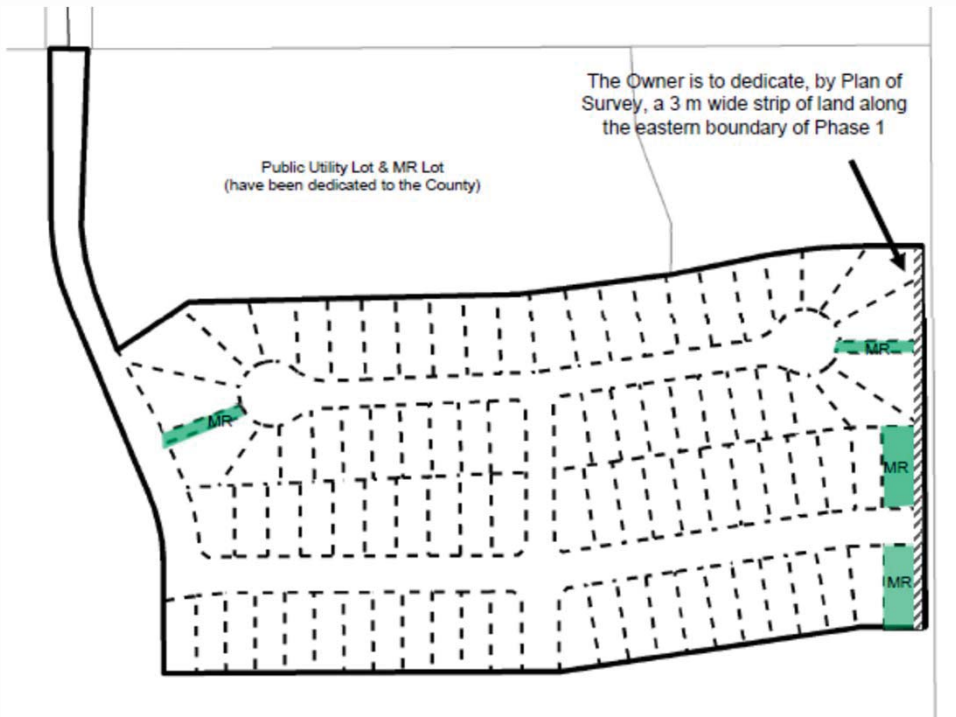 The Owner is to dedicate, by Plan of
Survey, a 3 m wide strip of land along
the eastern boundary of Phase 1
Public Utility Lot & MR Lot
(have been dedicated to the County)
MR
MR
MR
MR